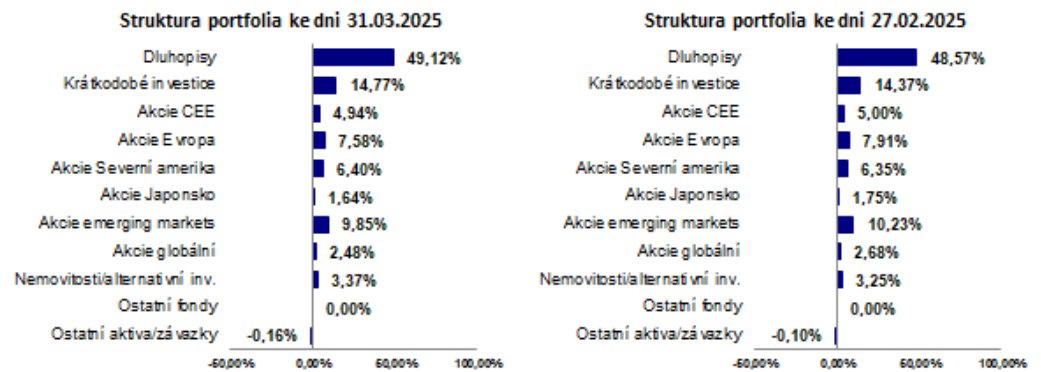 Struktura portfolia ke dni 31.03.2025
Dluhopisy 49,12%
Krátkodobé investice 14,77%
Akcie CEE 4,94%
Akcie Evropa 7,58%
Akcie Severní amerika 6,40%
Akcie Japonsko 1,64%
Akcie emerging markets 9,85%
Akcie globální 2,48%
Nemovitosti/alternativní inv. 3,37%
Ostatní fondy 0,00%
Ostatní aktiva/závazky -0,16%
-50,00% 0,00% 50,00% 100,00%
Struktura portfolia ke dni 27.02.2025
Dluhopisy 48,57%
Krátkodobé investice 14,37%
Akcie CEE 5,00%
Akcie Evropa 7,91%
Akcie Severní amerika 6,35%
Akcie Japonsko 1,75%
Akcie emerging markets 10,23%
Akcie globální 2,68%
Nemovitosti/alternativní inv. 3,25%
Ostatní fondy 0,00%
Ostatní aktiva/závazky -0,10%
-50,00% 0,00% 50,00% 100,00%